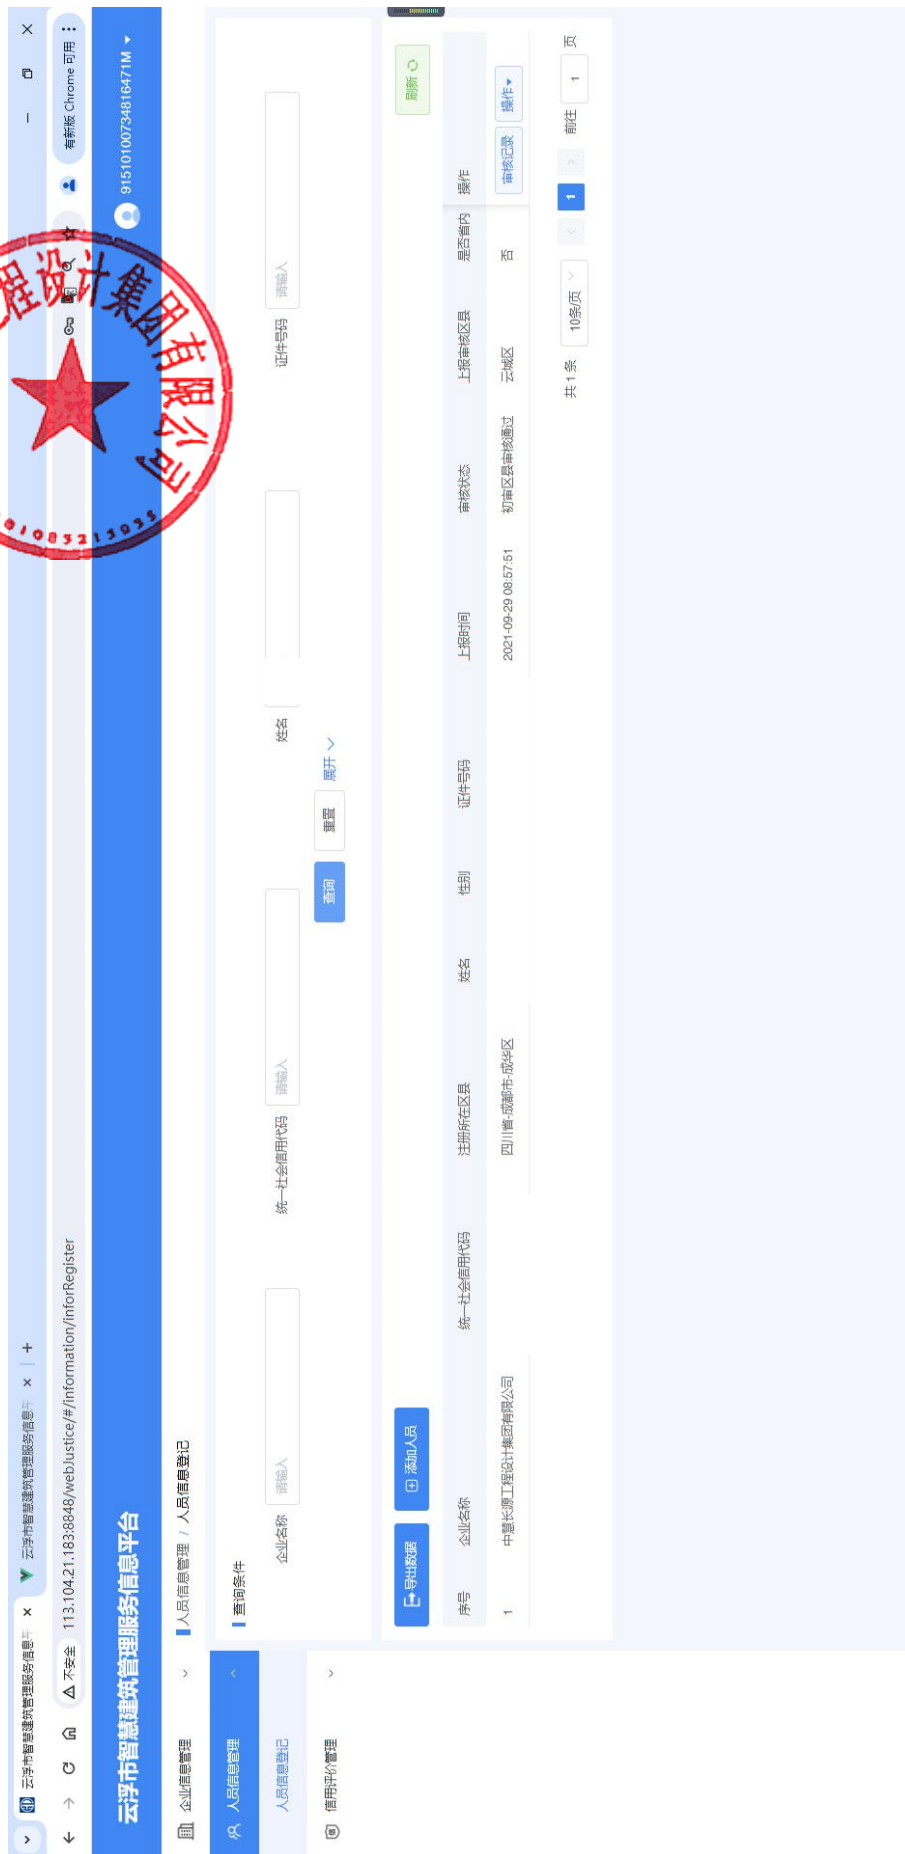 云浮市智慧建筑管理服务信息平
云浮市智慧建筑管理服务信息平
不安全 113.104.21.183:8848/webJustice/#/information/inforRegister
有新版 Chrome 可用
云浮市智慧建筑管理服务信息平台
91510100734816471M
企业信息管理
人员信息管理
人员信息登记
信用评价管理
人员信息管理 / 人员信息登记
查询条件
企业名称 请输入
统一社会信用代码 请输入
姓名
证件号码 请输入
查询 重置 展开
导出数据 添加人员 刷新
序号 企业名称 统一社会信用代码 注册所在区县 姓名 性别 证件号码 上报时间 审核状态 上报审核区县 是否省内 操作
1 中慧长源工程设计集团有限公司 四川省-成都市-成华区 2021-09-29 08:57:51 初审区县审核通过 云城区 否 审核记录 操作
共 1 条 10条/页 1 前往 1 页
程设计集团有限公司